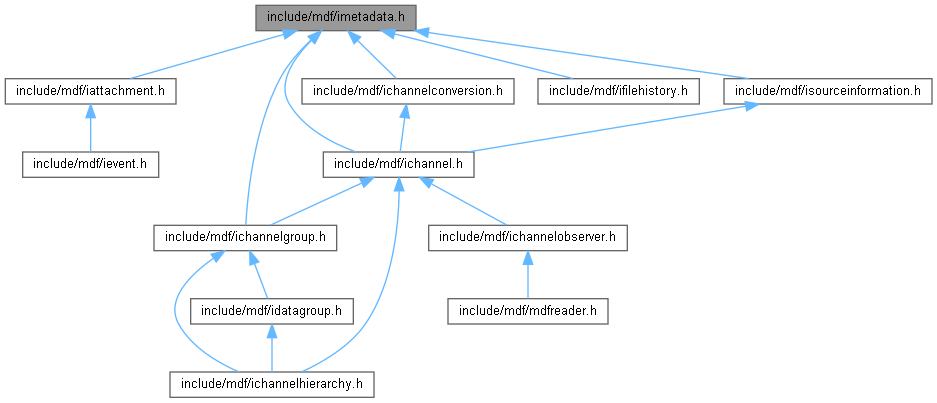 include/mdf/imetadata.h
include/mdf/iattachment.h
include/mdf/ichannelconversion.h
include/mdf/ifilehistory.h
include/mdf/isourceinformation.h
include/mdf/ievent.h
include/mdf/ichannel.h
include/mdf/ichannelgroup.h
include/mdf/ichannelobserver.h
include/mdf/idatagroup.h
include/mdf/mdfreader.h
include/mdf/ichannelhierarchy.h